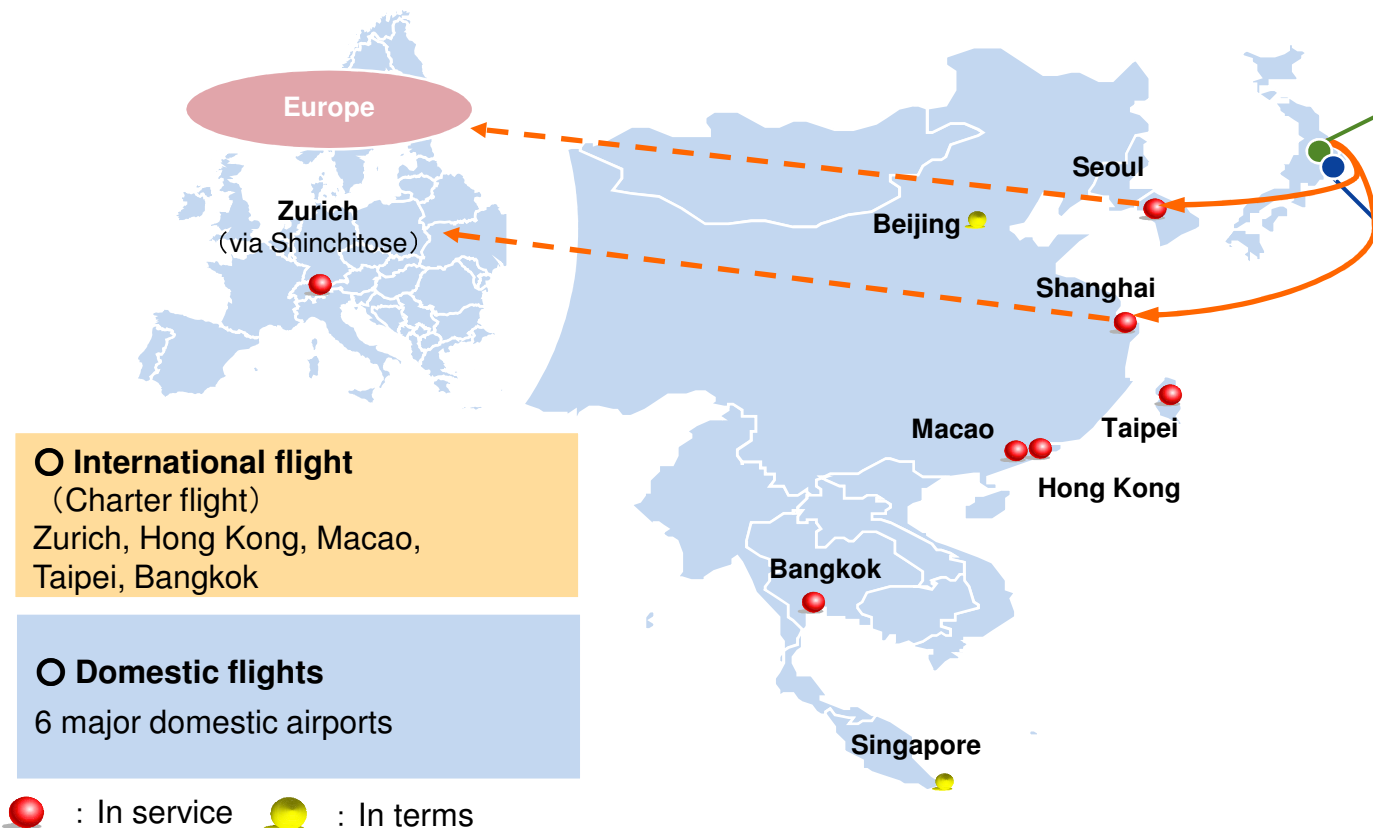 Europe
Seoul
Zurich
（via Shinchitose）
Beijing
Shanghai
Macao
Taipei
Hong Kong
Bangkok
Singapore
○ International flight
（Charter flight）
Zurich, Hong Kong, Macao,
Taipei, Bangkok
○ Domestic flights
6 major domestic airports
: In service
: In terms